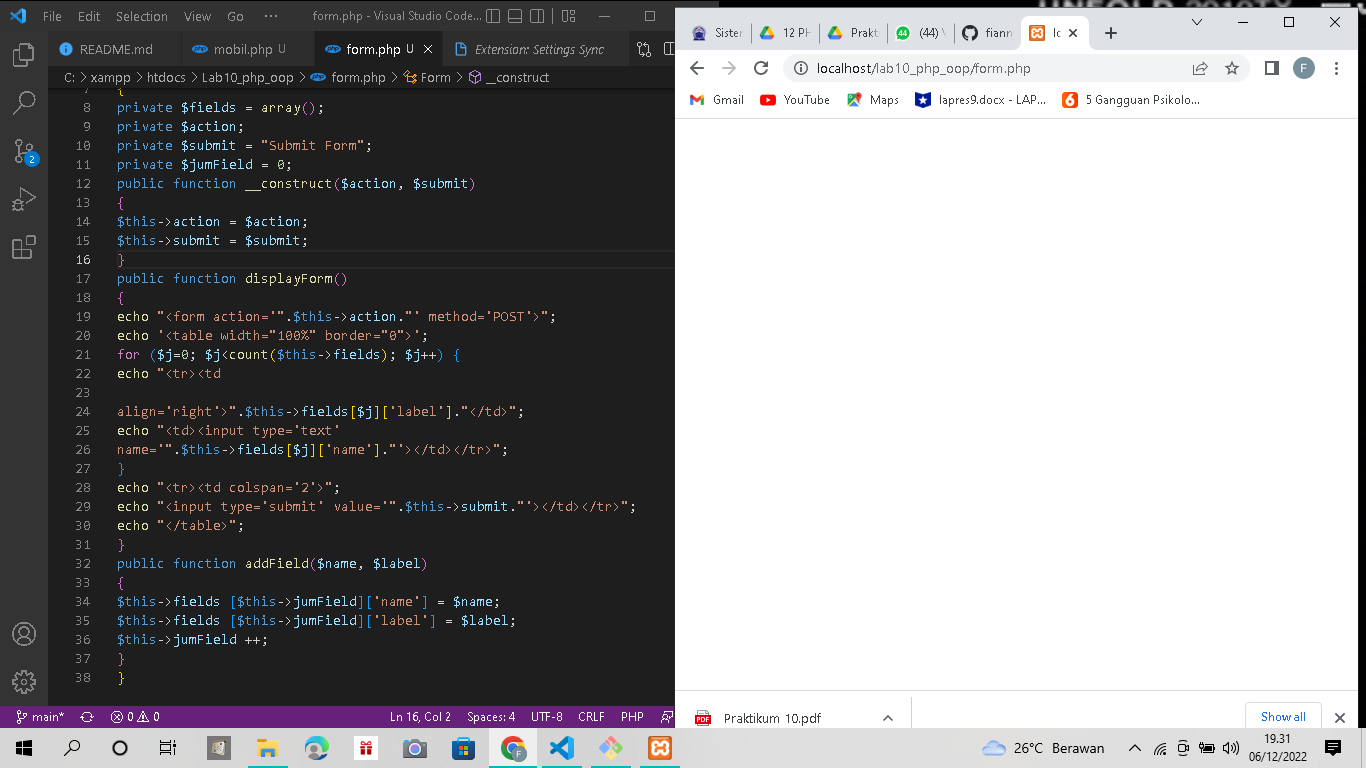 File Edit Selection View Go ··· form.php - Visual Studio Code...
README.md mobil.php U form.php U Extension: Settings Sync
C: > xampp > htdocs > Lab10_php_oop > form.php > Form > __construct
7 {
8 private $fields = array();
9 private $action;
10 private $submit = "Submit Form";
11 private $jumField = 0;
12 public function __construct($action, $submit)
13 {
14 $this->action = $action;
15 $this->submit = $submit;
16 }
17 public function displayForm()
18 {
19 echo "<form action='".$this->action."' method='POST'>";
20 echo '<table width="100%" border="0">';
21 for ($j=0; $j<count($this->fields); $j++) {
22 echo "<tr><td
23
24 align='right'>".$this->fields[$j]['label']."</td>";
25 echo "<td><input type='text'
26 name='".$this->fields[$j]['name']."'></td></tr>";
27 }
28 echo "<tr><td colspan='2'>";
29 echo "<input type='submit' value='".$this->submit."'></td></tr>";
30 echo "</table>";
31 }
32 public function addField($name, $label)
33 {
34 $this->fields [$this->jumField]['name'] = $name;
35 $this->fields [$this->jumField]['label'] = $label;
36 $this->jumField ++;
37 }
38 }
2
main* 0 0 Ln 16, Col 2 Spaces: 4 UTF-8 CRLF PHP
Sister 12 PH Prakt (44) fiann lo
localhost/lab10_php_oop/form.php F
Gmail YouTube Maps lapres9.docx - LAP... 5 Gangguan Psikolo...
Praktikum 10.pdf Show all
26°C Berawan 19.31
06/12/2022